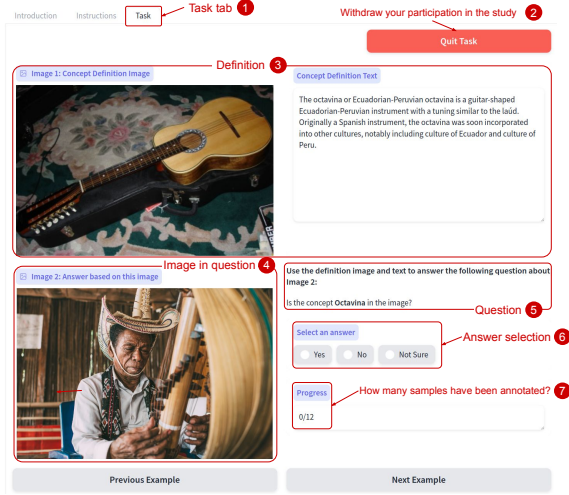 Introduction Instructions Task
Task tab 1
Withdraw your participation in the study 2
Quit Task
Definition 3
Image 1: Concept Definition Image
Concept Definition Text
The octavina or Ecuadorian-Peruvian octavina is a guitar-shaped
Ecuadorian-Peruvian instrument with a tuning similar to the laúd.
Originally a Spanish instrument, the octavina was soon incorporated
into other cultures, notably including culture of Ecuador and culture of
Peru.
Image in question 4
Image 2: Answer based on this image
Use the definition image and text to answer the following question about
Image 2:
Is the concept Octavina in the image?
Question 5
Select an answer
Yes No Not Sure
Answer selection 6
Progress
0/12
How many samples have been annotated? 7
Previous Example
Next Example